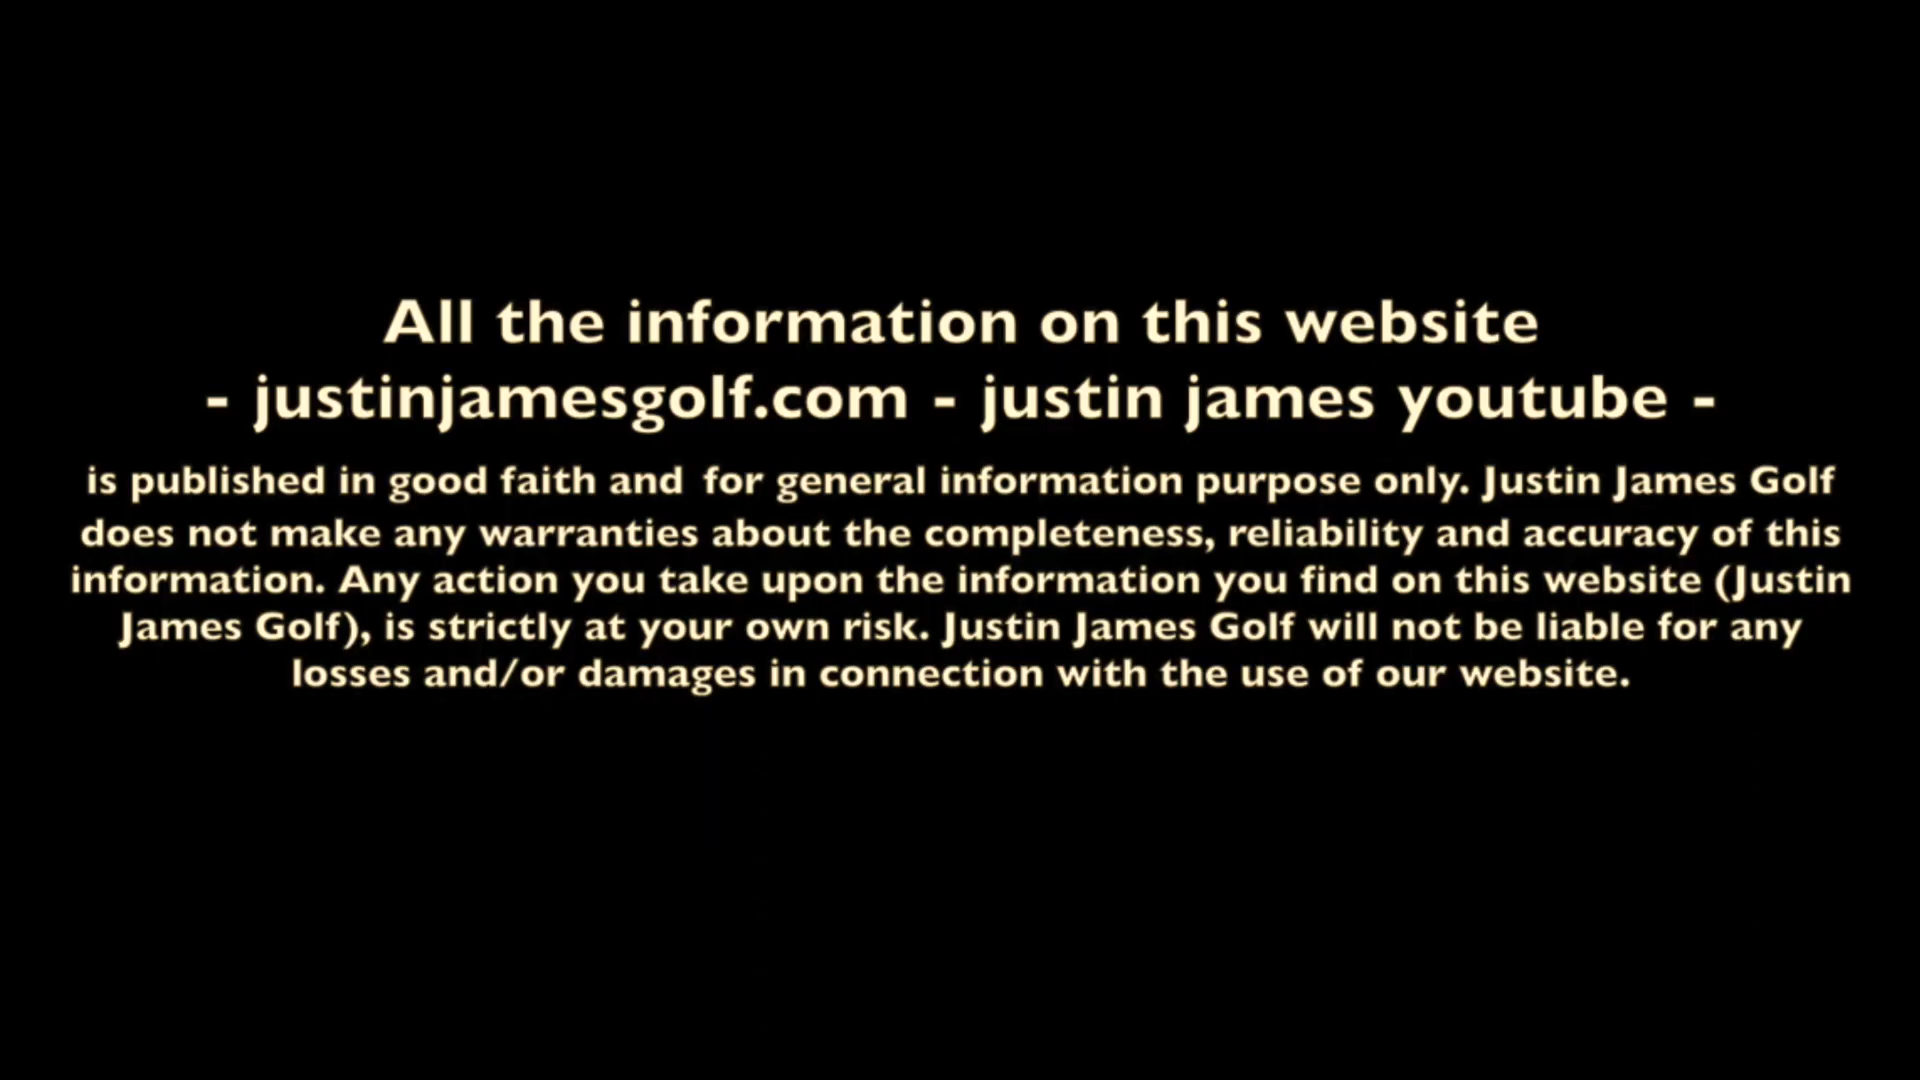 All the information on this website
- justinjamesgolf.com - justin james youtube -
is published in good faith and for general information purpose only. Justin James Golf
does not make any warranties about the completeness, reliability and accuracy of this
information. Any action you take upon the information you find on this website (Justin
James Golf), is strictly at your own risk. Justin James Golf will not be liable for any
losses and/or damages in connection with the use of our website.